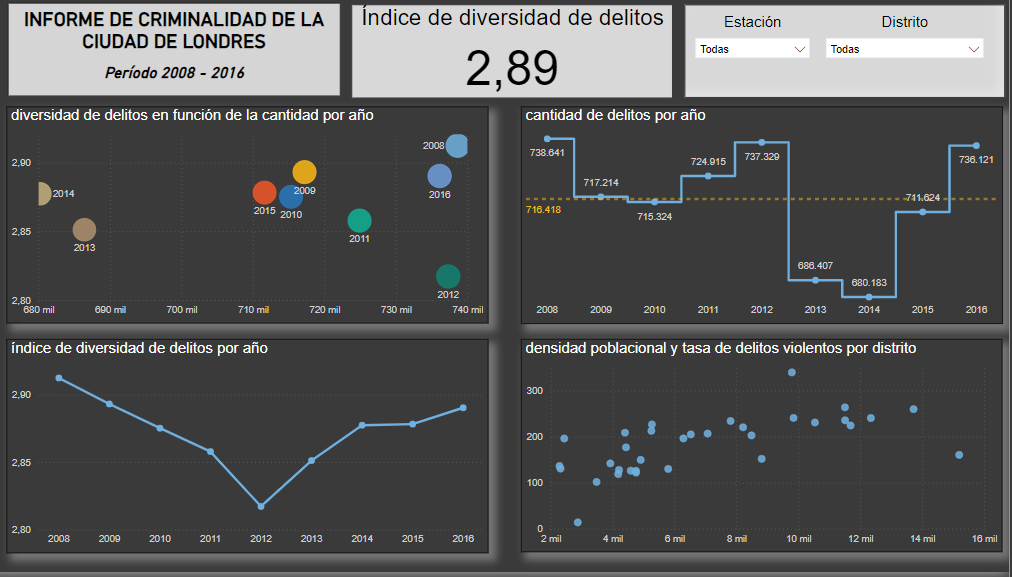 INFORME DE CRIMINALIDAD DE LA
CIUDAD DE LONDRES
Período 2008 - 2016
Índice de diversidad de delitos
2,89
Estación
Distrito
Todas
Todas
diversidad de delitos en función de la cantidad por año
2,90
2,85
2,80
2008
2009
2016
2014
2015
2010
2011
2013
2012
680 mil
690 mil
700 mil
710 mil
720 mil
730 mil
740 mil
cantidad de delitos por año
738.641
717.214
715.324
724.915
737.329
686.407
680.183
711.624
736.121
716.418
2008
2009
2010
2011
2012
2013
2014
2015
2016
índice de diversidad de delitos por año
2,90
2,85
2,80
2008
2009
2010
2011
2012
2013
2014
2015
2016
densidad poblacional y tasa de delitos violentos por distrito
300
200
100
0
2 mil
4 mil
6 mil
8 mil
10 mil
12 mil
14 mil
16 mil